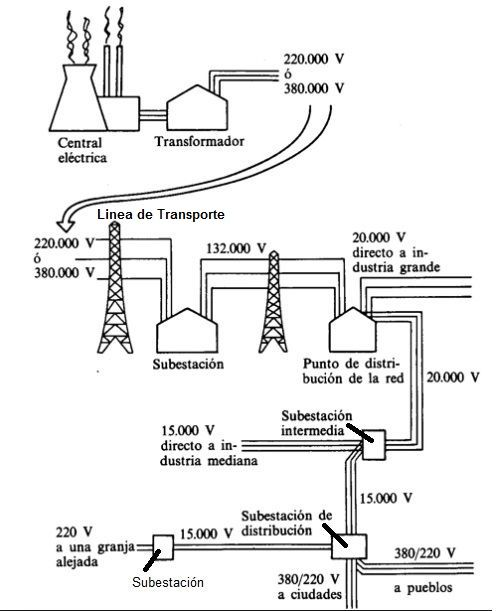 220.000 V
ó
380.000 V
Central
eléctrica
Transformador
Linea de Transporte
220.000 V
ó
380.000 V
132.000 V
20.000 V
directo a in-
dustria grande
Subestación
Punto de distri-
bución de la red
20.000 V
Subestación
intermedia
15.000 V
directo a in-
dustria mediana
15.000 V
Subestación de
distribución
220 V
a una granja
alejada
15.000 V
Subestación
380/220 V
a ciudades
380/220 V
a pueblos